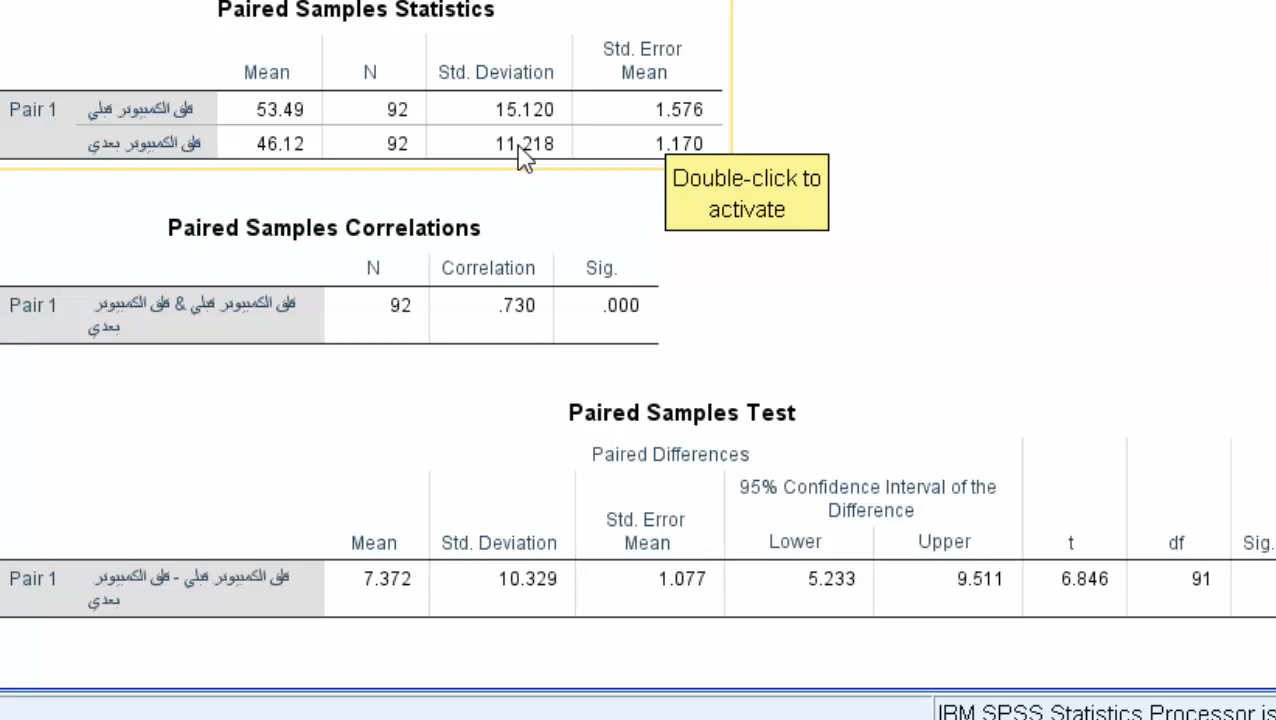 Paired Samples Statistics
Mean N Std. Deviation Std. Error Mean
Pair 1 قلق الكمبيوتر قبلي 53.49 92 15.120 1.576
قلق الكمبيوتر بعدي 46.12 92 11.218 1.170
Double-click to
activate
Paired Samples Correlations
N Correlation Sig.
Pair 1 قلق الكمبيوتر قبلي & قلق الكمبيوتر 92 .730 .000
بعدي
Paired Samples Test
Paired Differences
95% Confidence Interval of the
Difference
Mean Std. Deviation Std. Error Mean Lower Upper t df Sig.
Pair 1 قلق الكمبيوتر قبلي - قلق الكمبيوتر 7.372 10.329 1.077 5.233 9.511 6.846 91
بعدي
IBM SPSS Statistics Processor is